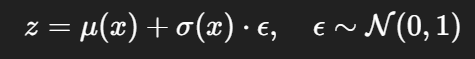 z = μ(x) + σ(x) · ϵ,  ϵ ∼ 𝒩(0, 1)